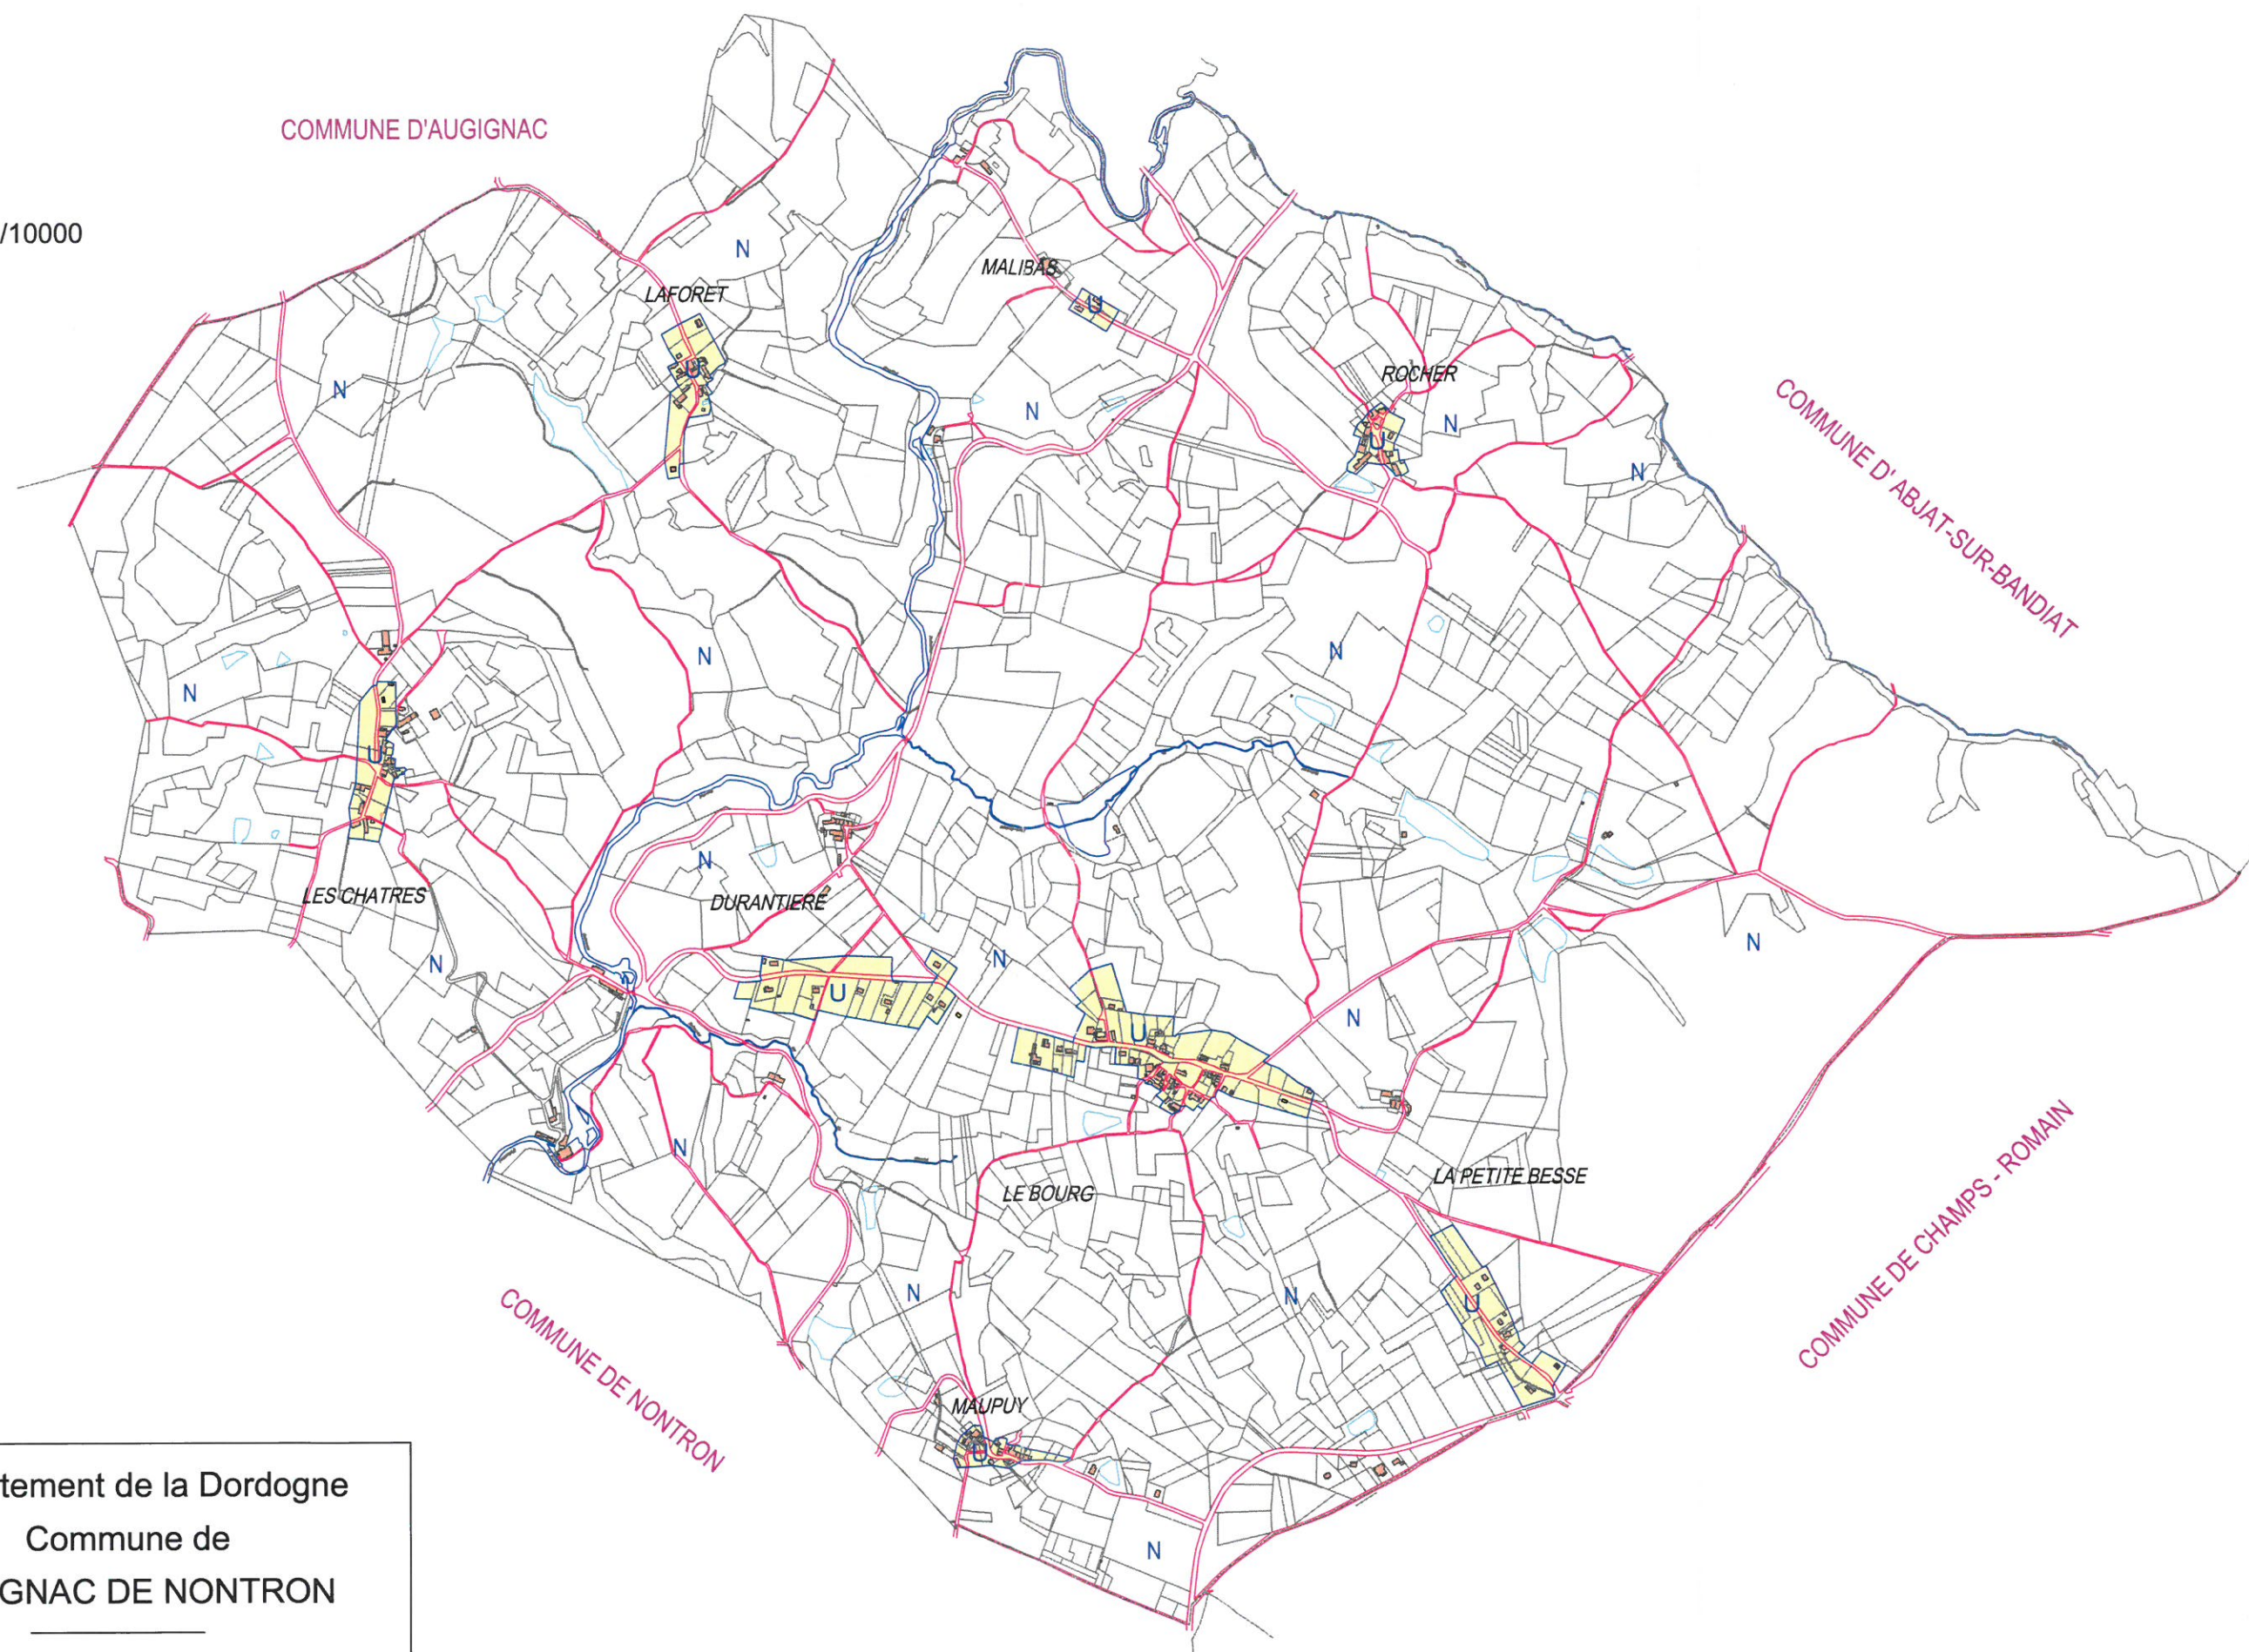 COMMUNE D'AUGIGNAC
/10000
N
MALIBAS
LAFORET
U
U
ROCHER
N
N
N
U
N
COMMUNE D' ABJAT-SUR-BANDIAT
N
N
N
U
N
DURANTIERE
LES CHATRES
N
N
N
U
U
N
N
LA PETITE BESSE
LE BOURG
COMMUNE DE CHAMPS - ROMAIN
N
N
U
COMMUNE DE NONTRON
MAUPUY
U
N
tement de la Dordogne
Commune de
GNAC DE NONTRON